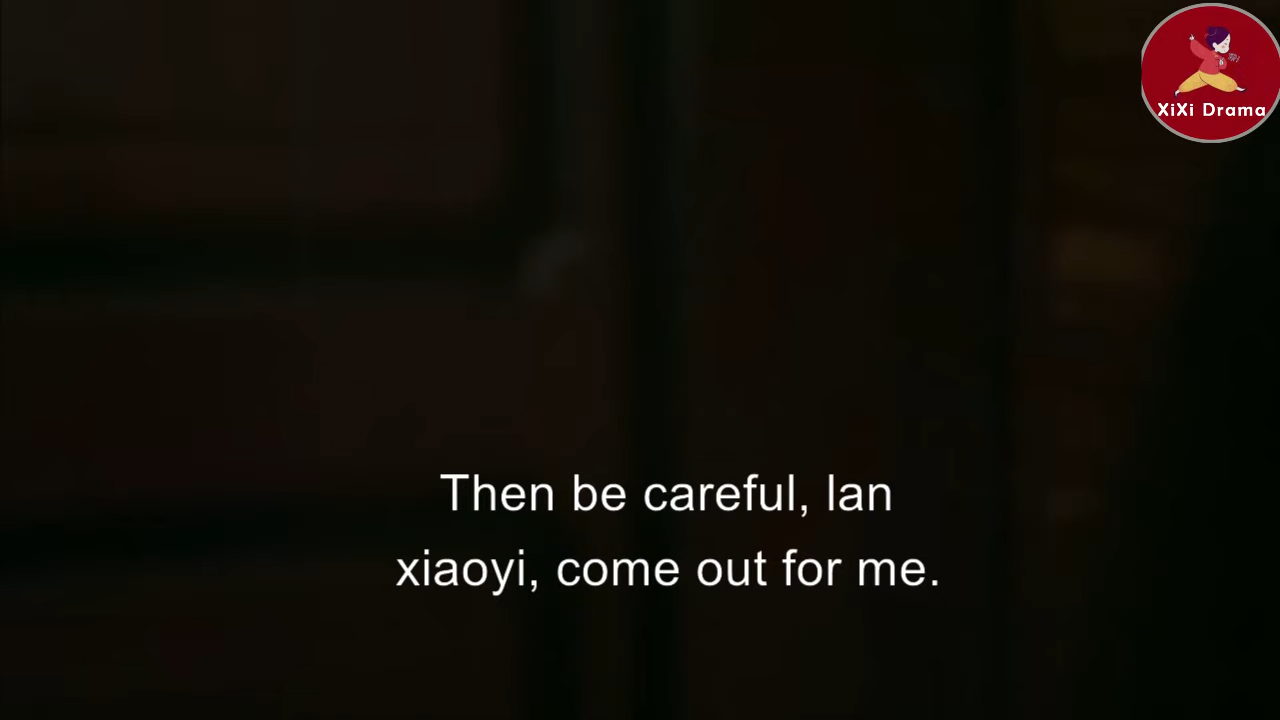 XiXi Drama
Then be careful, lan
xiaoyi, come out for me.